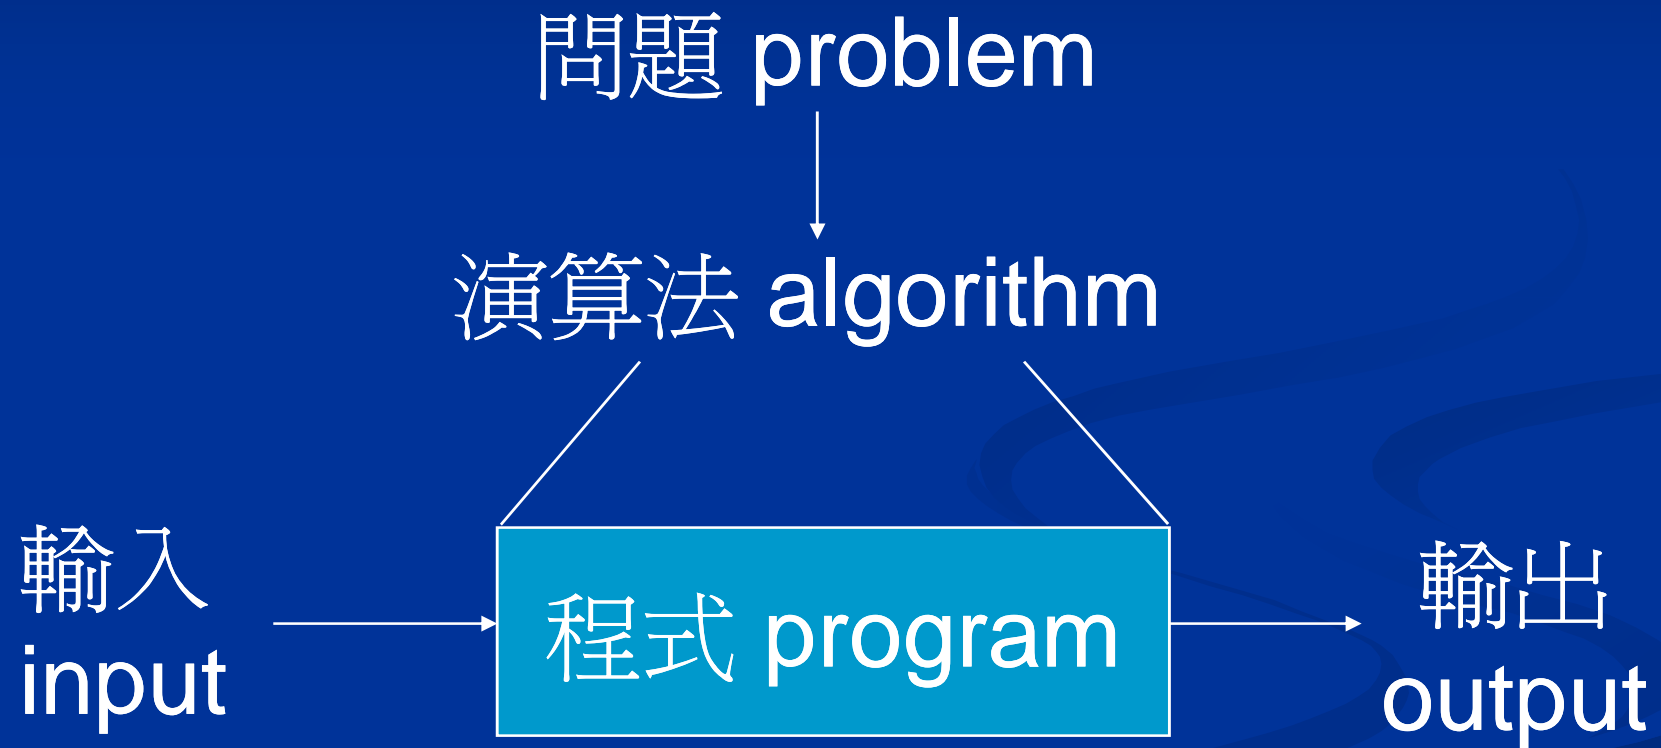 問題 problem
演算法 algorithm
輸入
input
程式 program
輸出
output